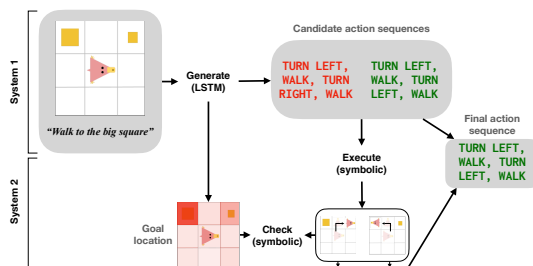 Candidate action sequences
System 1
Generate
(LSTM)
TURN LEFT,
WALK, TURN
RIGHT, WALK
TURN LEFT,
WALK, TURN
LEFT, WALK
"Walk to the big square"
Final action
sequence
TURN LEFT,
WALK, TURN
LEFT, WALK
Execute
(symbolic)
System 2
Goal
location
Check
(symbolic)